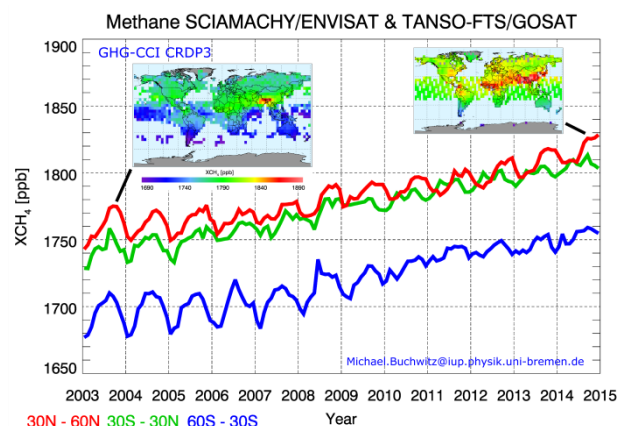 Methane SCIAMACHY/ENVISAT & TANSO-FTS/GOSAT
GHG-CCI CRDP3
XCH₄ [ppb]
1690 1740 1790 1840 1890
1900
1850
1800
1750
1700
1650
XCH₄ [ppb]
Michael.Buchwitz@iup.physik.uni-bremen.de
2003 2004 2005 2006 2007 2008 2009 2010 2011 2012 2013 2014 2015
30N - 60N 30S - 30N 60S - 30S Year